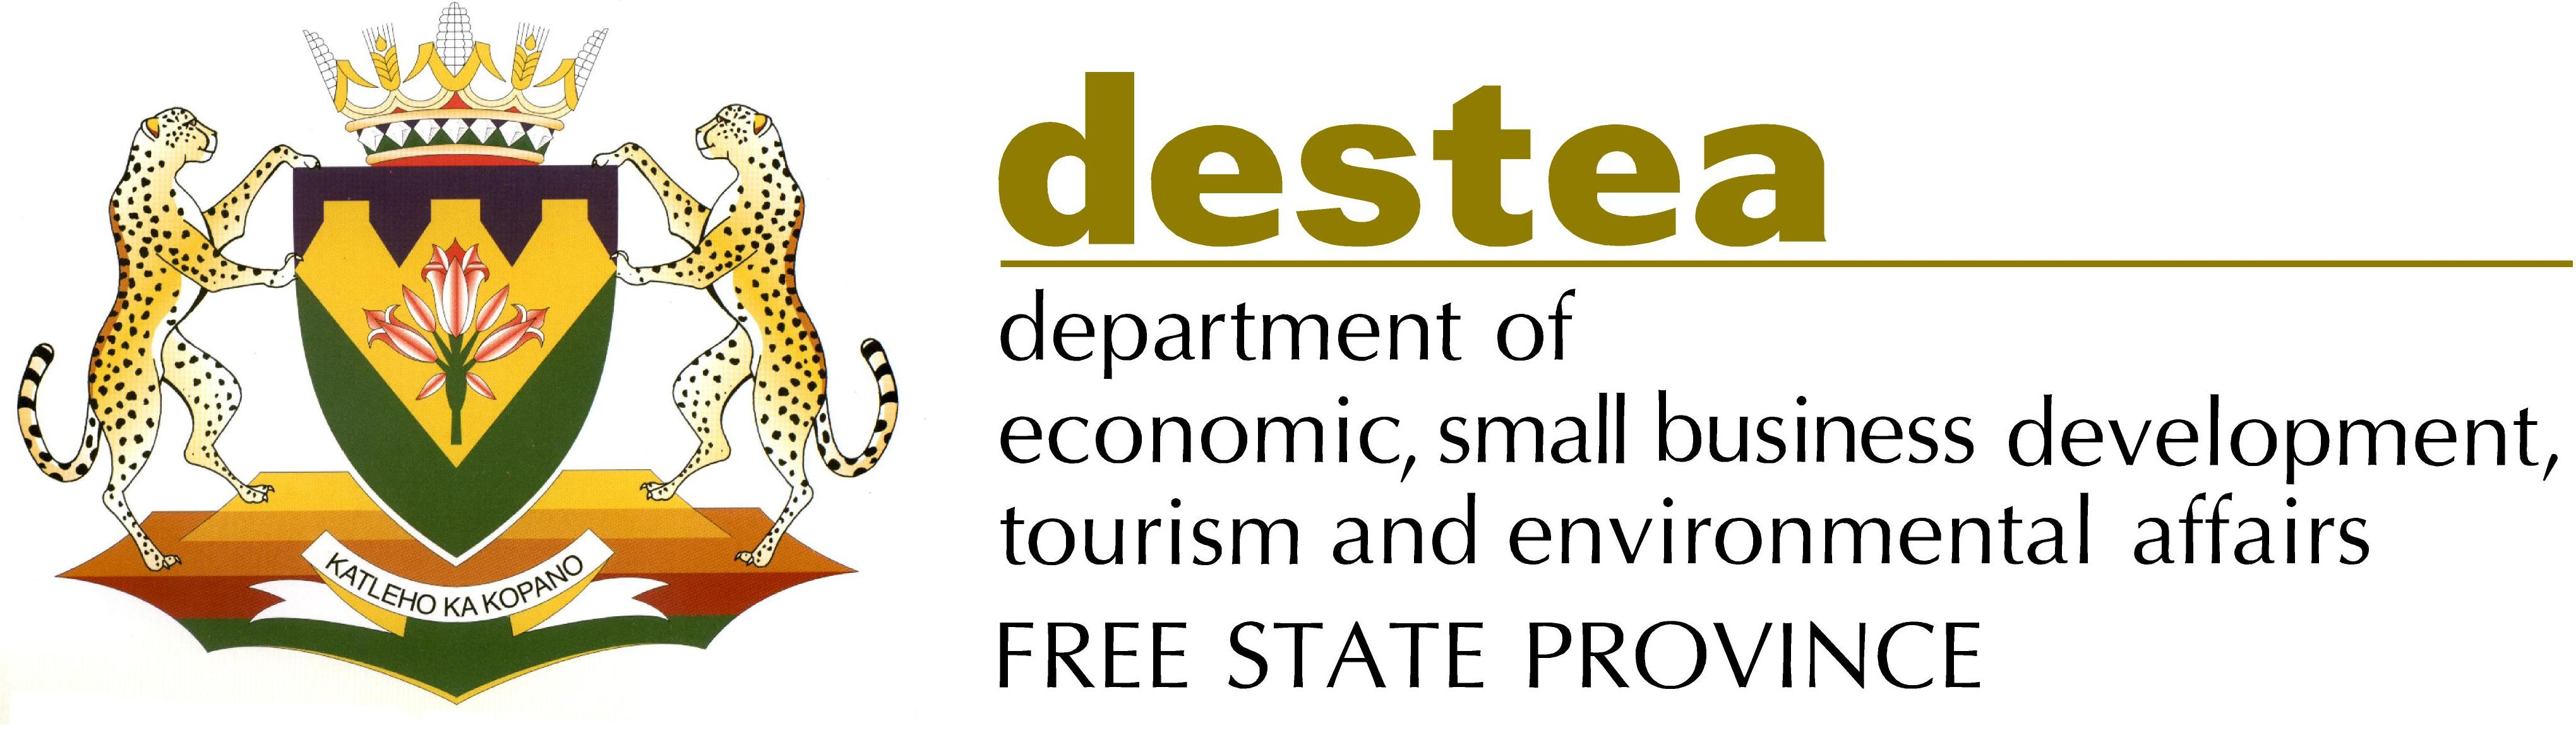 KATLEHO KA KOPANO
destea
department of
economic, small business development,
tourism and environmental affairs
FREE STATE PROVINCE